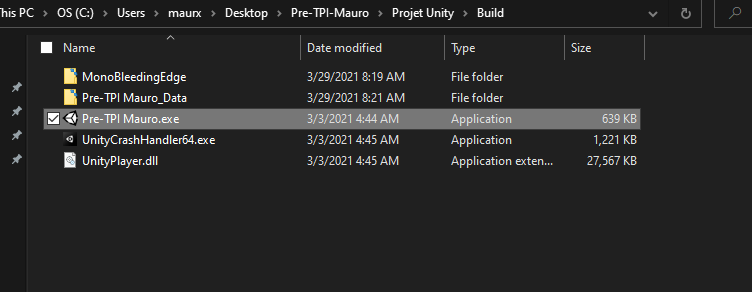 This PC > OS (C:) > Users > maurx > Desktop > Pre-TPI-Mauro > Projet Unity > Build
Name Date modified Type Size
MonoBleedingEdge 3/29/2021 8:19 AM File folder
Pre-TPI Mauro_Data 3/29/2021 8:21 AM File folder
Pre-TPI Mauro.exe 3/3/2021 4:44 AM Application 639 KB
UnityCrashHandler64.exe 3/3/2021 4:45 AM Application 1,221 KB
UnityPlayer.dll 3/3/2021 4:45 AM Application exten... 27,567 KB